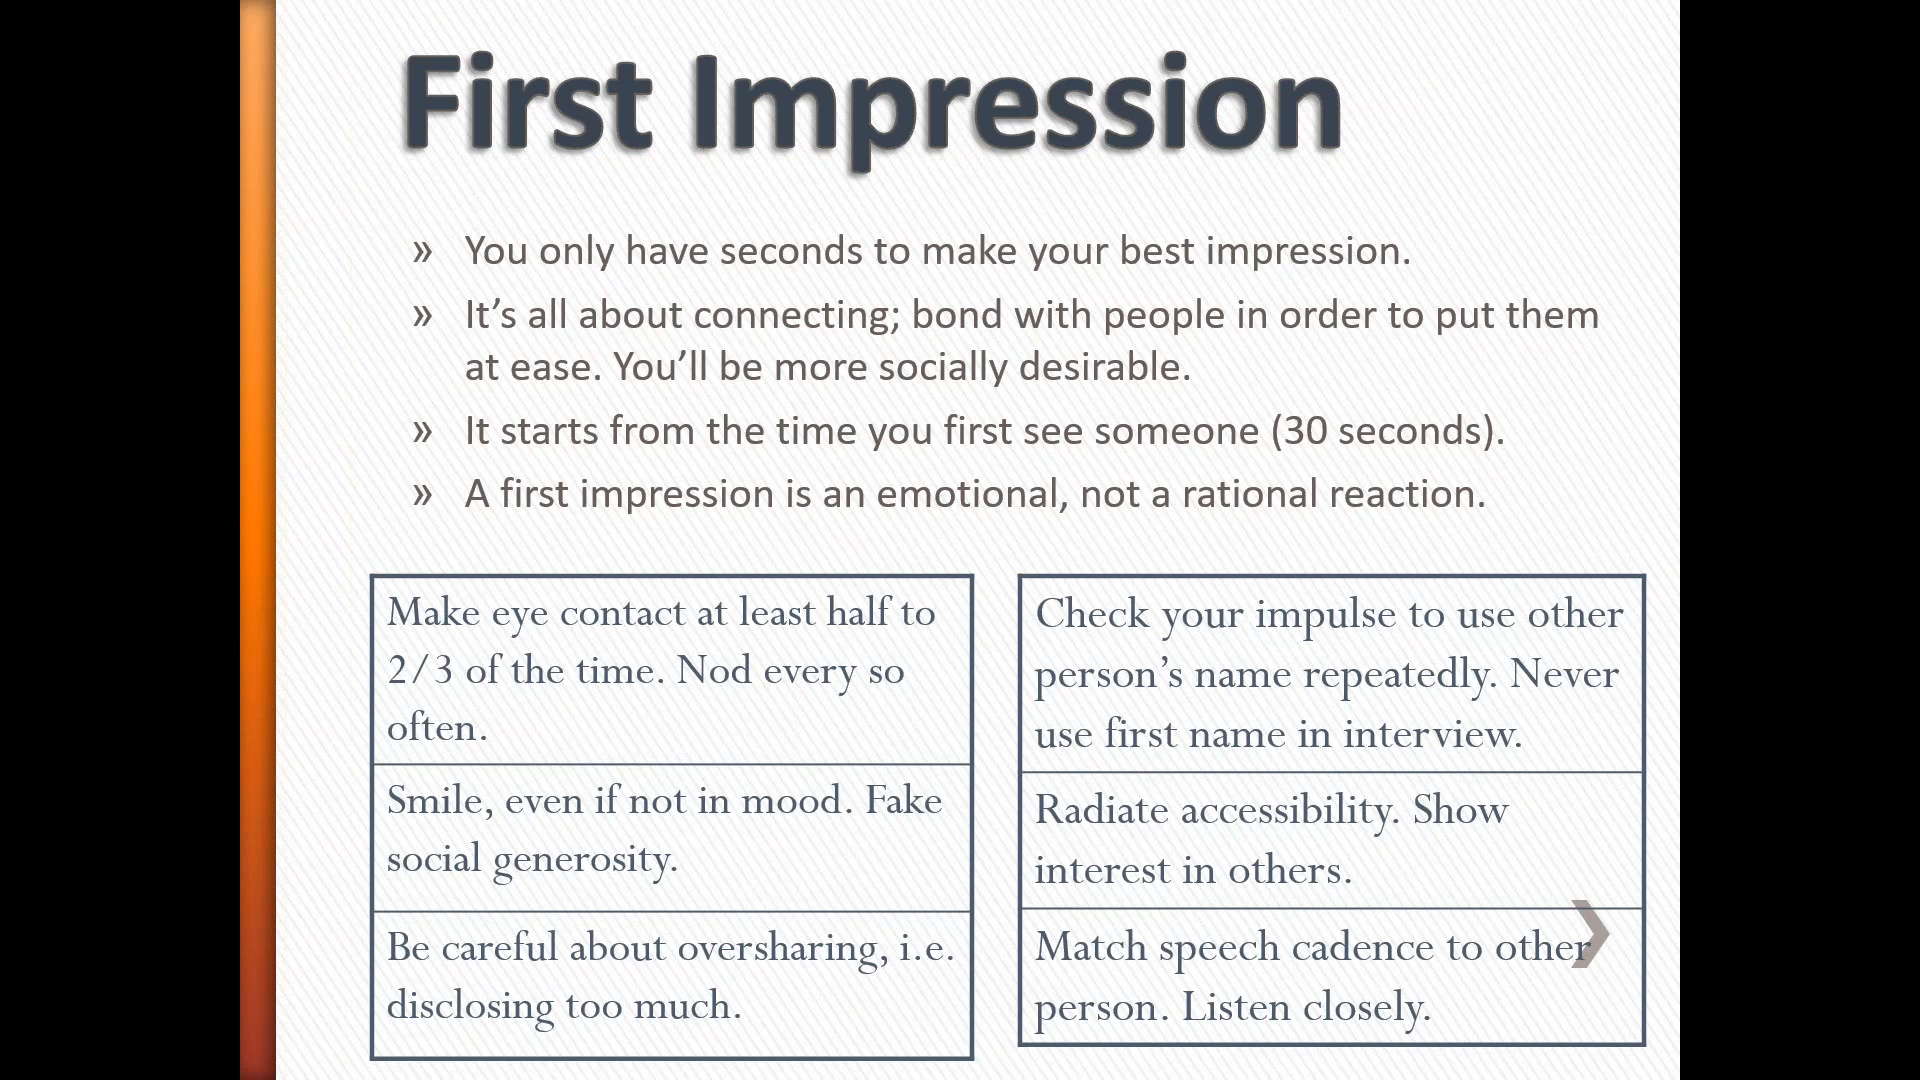 First Impression
» You only have seconds to make your best impression.
» It’s all about connecting; bond with people in order to put them
at ease. You’ll be more socially desirable.
» It starts from the time you first see someone (30 seconds).
» A first impression is an emotional, not a rational reaction.
Make eye contact at least half to
2/3 of the time. Nod every so
often.
Smile, even if not in mood. Fake
social generosity.
Be careful about oversharing, i.e.
disclosing too much.
Check your impulse to use other
person’s name repeatedly. Never
use first name in interview.
Radiate accessibility. Show
interest in others.
Match speech cadence to other
person. Listen closely.